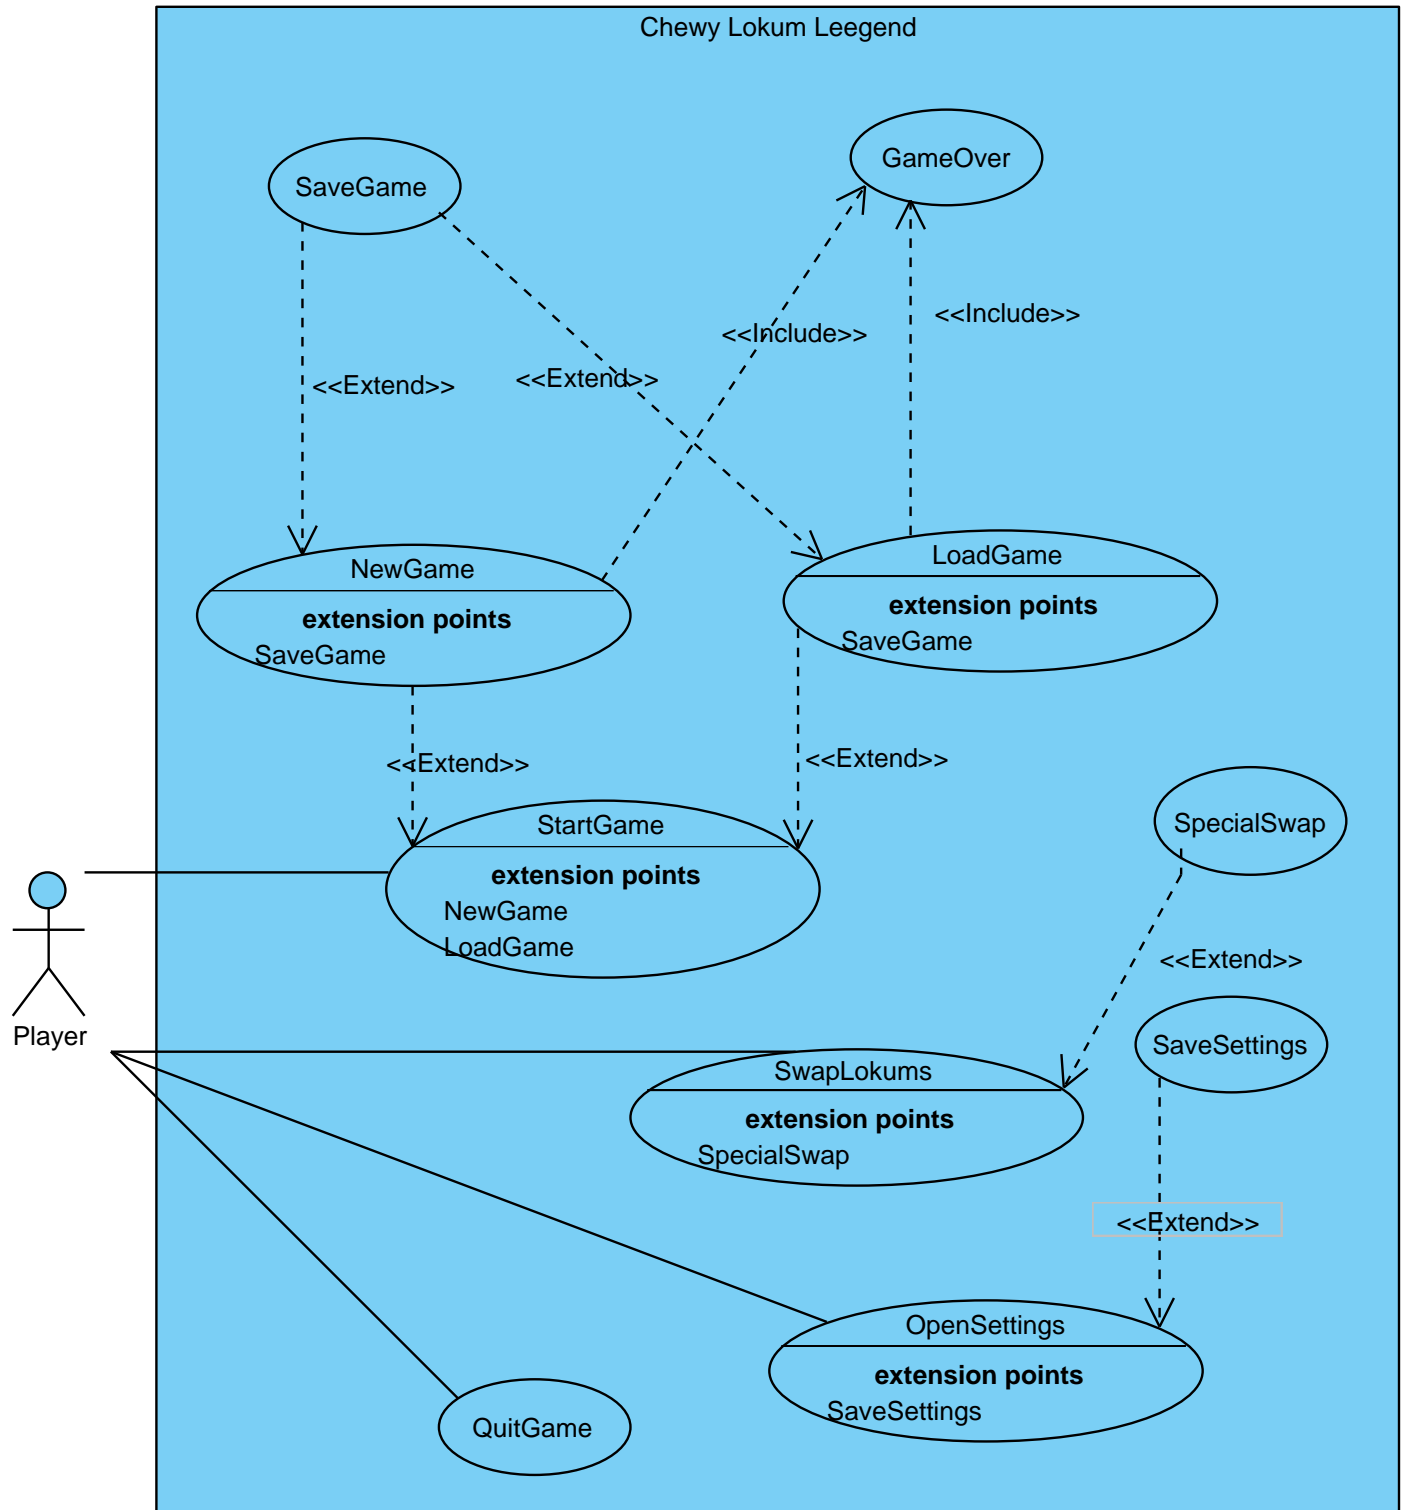 Chewy Lokum Leegend
GameOver
SaveGame
<<Include>>
<<Include>>
<<Extend>>
<<Extend>>
NewGame
extension points
SaveGame
LoadGame
extension points
SaveGame
<<Extend>>
<<Extend>>
StartGame
extension points
NewGame
LoadGame
SpecialSwap
<<Extend>>
Player
SaveSettings
SwapLokums
extension points
SpecialSwap
<<Extend>>
OpenSettings
extension points
SaveSettings
QuitGame